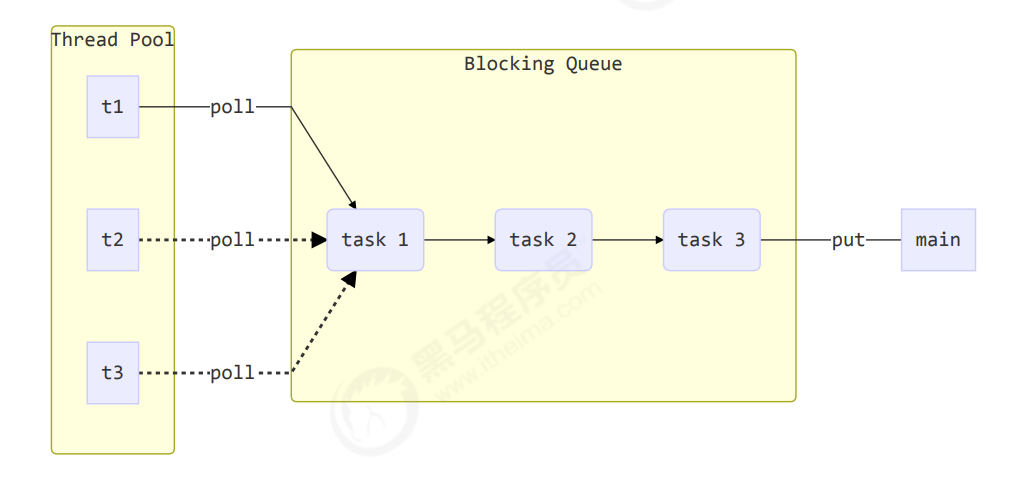 Thread Pool
Blocking Queue
t1
poll
t2
poll
task 1
task 2
task 3
put
main
t3
poll
黑马程序员
www.itheima.com